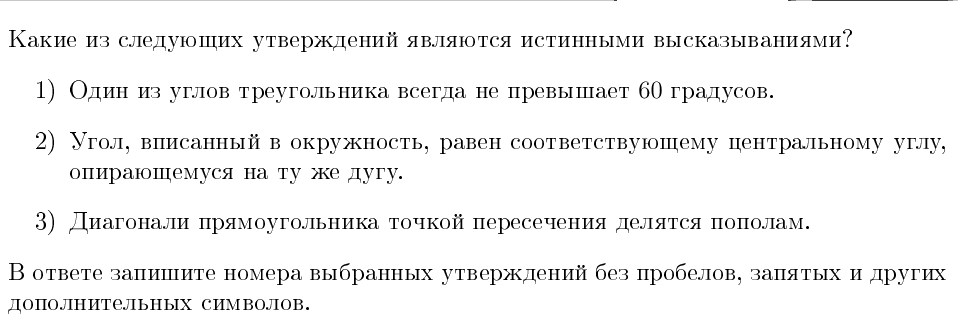 Какие из следующих утверждений являются истинными высказываниями?
1) Один из углов треугольника всегда не превышает 60 градусов.
2) Угол, вписанный в окружность, равен соответствующему центральному углу,
опирающемуся на ту же дугу.
3) Диагонали прямоугольника точкой пересечения делятся пополам.
В ответе запишите номера выбранных утверждений без пробелов, запятых и других
дополнительных символов.